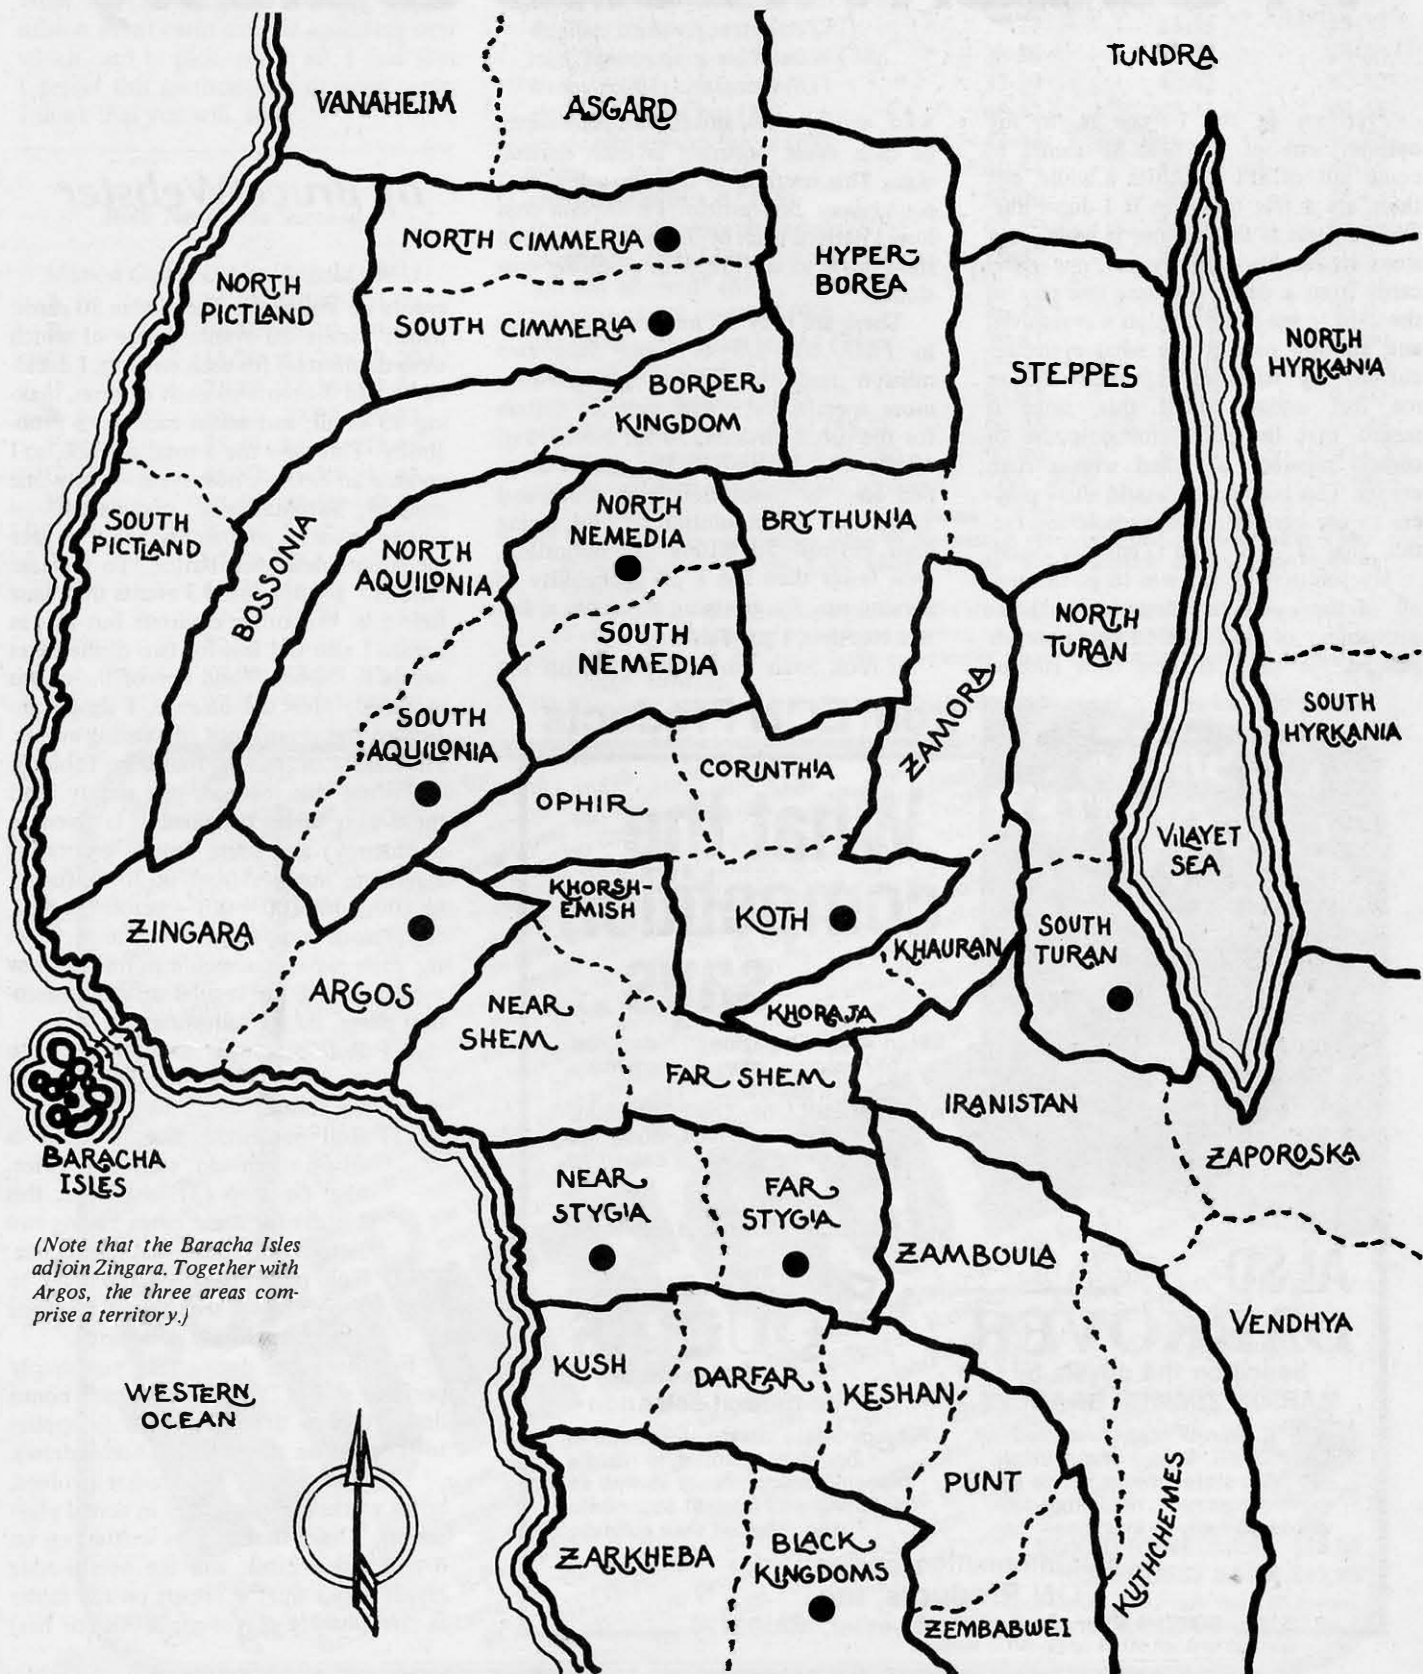 TUNDRA
VANAHEIM
ASGARD
NORTH CIMMERIA
HYPER-
BOREA
NORTH
PICTLAND
SOUTH CIMMERIA
NORTH
HYRKANIA
STEPPES
BORDER
KINGDOM
SOUTH
PICTLAND
BOSSONIA
NORTH
AQUILONIA
NORTH
NEMEDIA
BRYTHUNIA
SOUTH
NEMEDIA
NORTH
TURAN
SOUTH
HYRKANIA
SOUTH
AQUILONIA
ZAMORA
CORINTHIA
OPHIR
VILAYET
SEA
KHORSH-
EMISH
KOTH
ZINGARA
KHAURAN
SOUTH
TURAN
ARGOS
NEAR
SHEM
KHORAJA
FAR SHEM
IRANISTAN
BARACHA
ISLES
ZAPOROSKA
NEAR
STYGIA
FAR
STYGIA
ZAMBOULA
(Note that the Baracha Isles
adjoin Zingara. Together with
Argos, the three areas com-
prise a territory.)
VENDHYA
KUSH
DARFAR
KESHAN
WESTERN
OCEAN
PUNT
KUTHCHEMES
ZARKHEBA
BLACK
KINGDOMS
ZEMBABWEI